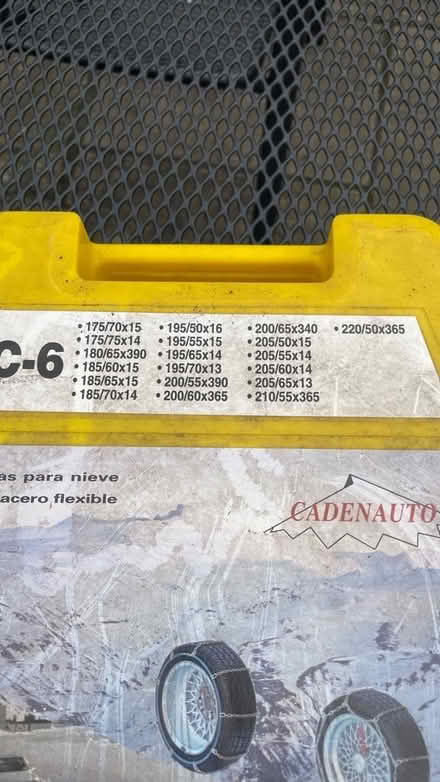 C-6
• 175/70x15
• 175/75x14
• 180/65x390
• 185/60x15
• 185/65x15
• 185/70x14
• 195/50x16
• 195/55x15
• 195/65x14
• 195/70x13
• 200/55x390
• 200/60x365
• 200/65x340
• 205/50x15
• 205/55x14
• 205/60x14
• 205/65x13
• 210/55x365
• 220/50x365
as para nieve
acero flexible
CADENAUTO